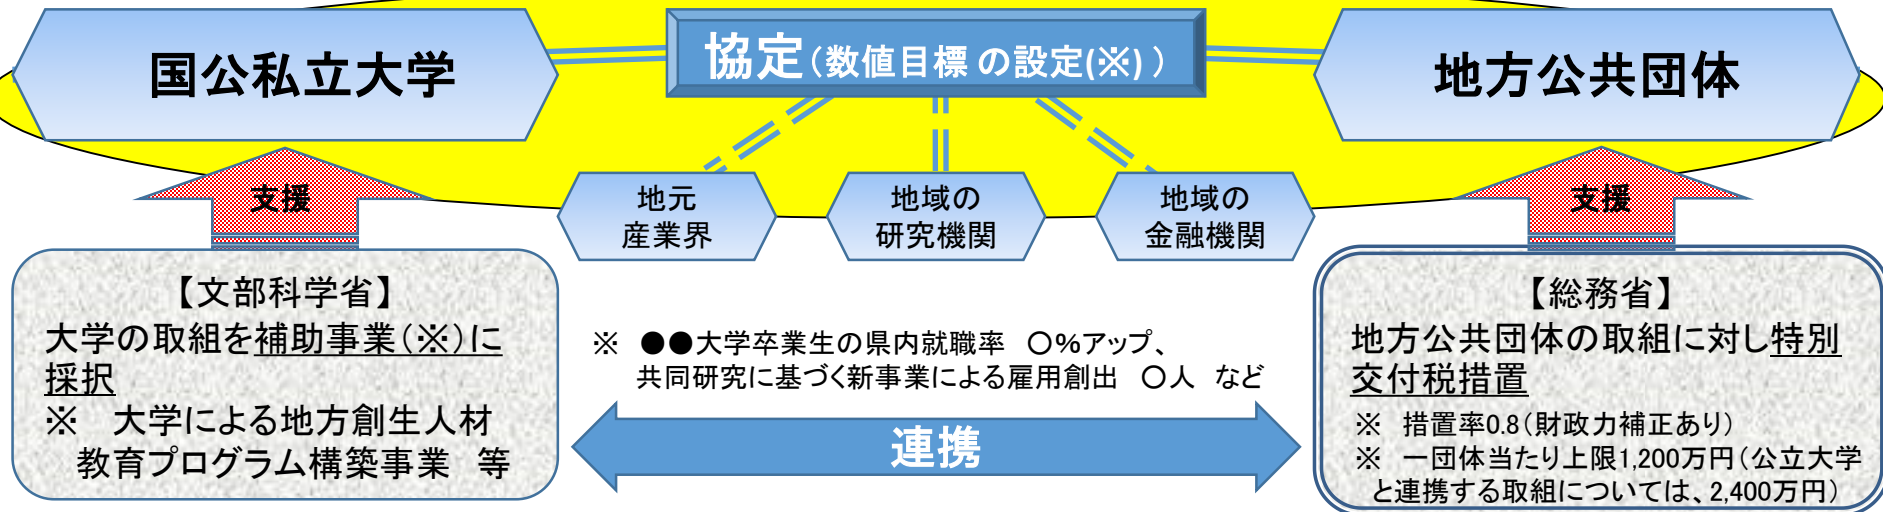 国公私立大学
協定(数値目標 の設定(※) )
地方公共団体
支援
支援
地元
産業界
地域の
研究機関
地域の
金融機関
【文部科学省】
大学の取組を補助事業(※)に
採択
※ 大学による地方創生人材
教育プログラム構築事業 等
※ ●●大学卒業生の県内就職率 〇%アップ、
共同研究に基づく新事業による雇用創出 〇人 など
連携
【総務省】
地方公共団体の取組に対し特別
交付税措置
※ 措置率0.8(財政力補正あり)
※ 一団体当たり上限1,200万円(公立大学
と連携する取組については、2,400万円)